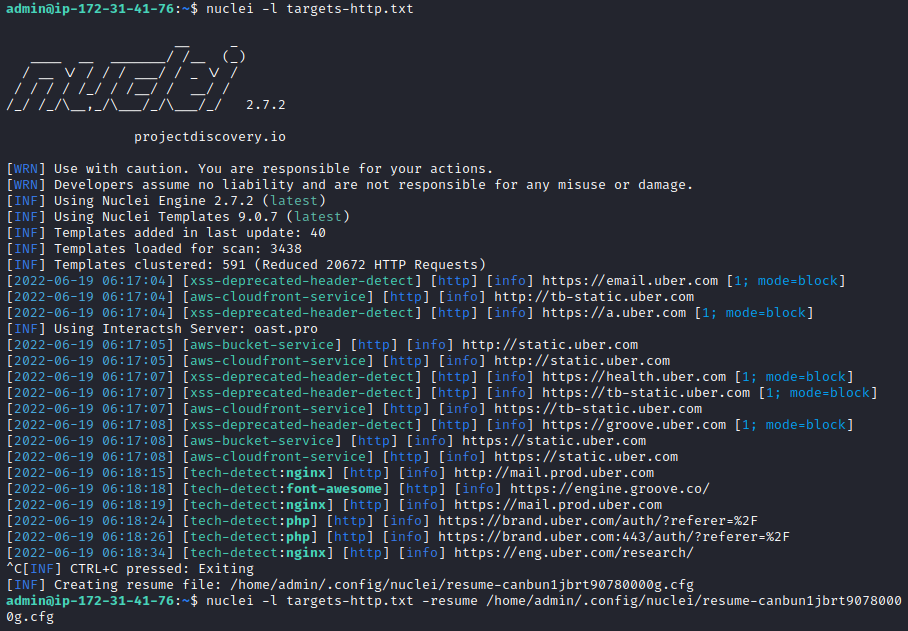 admin@ip-172-31-41-76:~$ nuclei -l targets-http.txt
                     __     _
   ____  __  _______/ /__  (_)
  / __ \/ / / / ___/ / _ \/ /
 / / / / /_/ / /__/ /  __/ /
/_/ /_/\__,_/\___/_/\___/_/   2.7.2
projectdiscovery.io
[WRN] Use with caution. You are responsible for your actions.
[WRN] Developers assume no liability and are not responsible for any misuse or damage.
[INF] Using Nuclei Engine 2.7.2 (latest)
[INF] Using Nuclei Templates 9.0.7 (latest)
[INF] Templates added in last update: 40
[INF] Templates loaded for scan: 3438
[INF] Templates clustered: 591 (Reduced 20672 HTTP Requests)
[2022-06-19 06:17:04] [xss-deprecated-header-detect] [http] [info] https://email.uber.com [1; mode=block]
[2022-06-19 06:17:04] [aws-cloudfront-service] [http] [info] http://tb-static.uber.com
[2022-06-19 06:17:04] [xss-deprecated-header-detect] [http] [info] https://a.uber.com [1; mode=block]
[INF] Using Interactsh Server: oast.pro
[2022-06-19 06:17:05] [aws-bucket-service] [http] [info] http://static.uber.com
[2022-06-19 06:17:05] [aws-cloudfront-service] [http] [info] http://static.uber.com
[2022-06-19 06:17:07] [xss-deprecated-header-detect] [http] [info] https://health.uber.com [1; mode=block]
[2022-06-19 06:17:07] [xss-deprecated-header-detect] [http] [info] https://tb-static.uber.com [1; mode=block]
[2022-06-19 06:17:07] [aws-cloudfront-service] [http] [info] https://tb-static.uber.com
[2022-06-19 06:17:08] [xss-deprecated-header-detect] [http] [info] https://groove.uber.com [1; mode=block]
[2022-06-19 06:17:08] [aws-bucket-service] [http] [info] https://static.uber.com
[2022-06-19 06:17:08] [aws-cloudfront-service] [http] [info] https://static.uber.com
[2022-06-19 06:18:15] [tech-detect:nginx] [http] [info] http://mail.prod.uber.com
[2022-06-19 06:18:18] [tech-detect:font-awesome] [http] [info] https://engine.groove.co/
[2022-06-19 06:18:19] [tech-detect:nginx] [http] [info] https://mail.prod.uber.com
[2022-06-19 06:18:24] [tech-detect:php] [http] [info] https://brand.uber.com/auth/?referer=%2F
[2022-06-19 06:18:26] [tech-detect:php] [http] [info] https://brand.uber.com:443/auth/?referer=%2F
[2022-06-19 06:18:34] [tech-detect:nginx] [http] [info] https://eng.uber.com/research/
^C[INF] CTRL+C pressed: Exiting
[INF] Creating resume file: /home/admin/.config/nuclei/resume-canbun1jbrt90780000g.cfg
admin@ip-172-31-41-76:~$ nuclei -l targets-http.txt -resume /home/admin/.config/nuclei/resume-canbun1jbrt9078000
0g.cfg